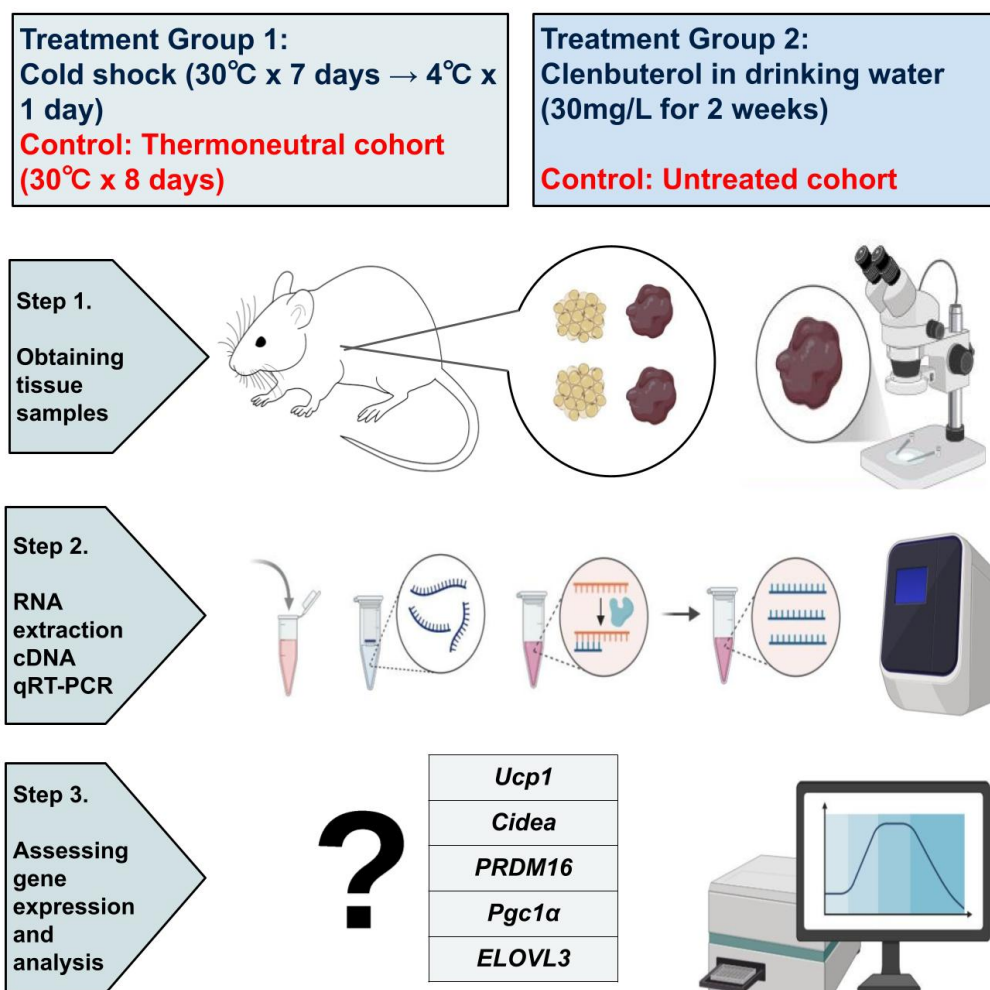 Treatment Group 1:
Cold shock (30℃ x 7 days → 4℃ x
1 day)
Control: Thermoneutral cohort
(30℃ x 8 days)
Treatment Group 2:
Clenbuterol in drinking water
(30mg/L for 2 weeks)
Control: Untreated cohort
Step 1.
Obtaining
tissue
samples
Step 2.
RNA
extraction
cDNA
qRT-PCR
Step 3.
Assessing
gene
expression
and
analysis
?
Ucp1
Cidea
PRDM16
Pgc1α
ELOVL3